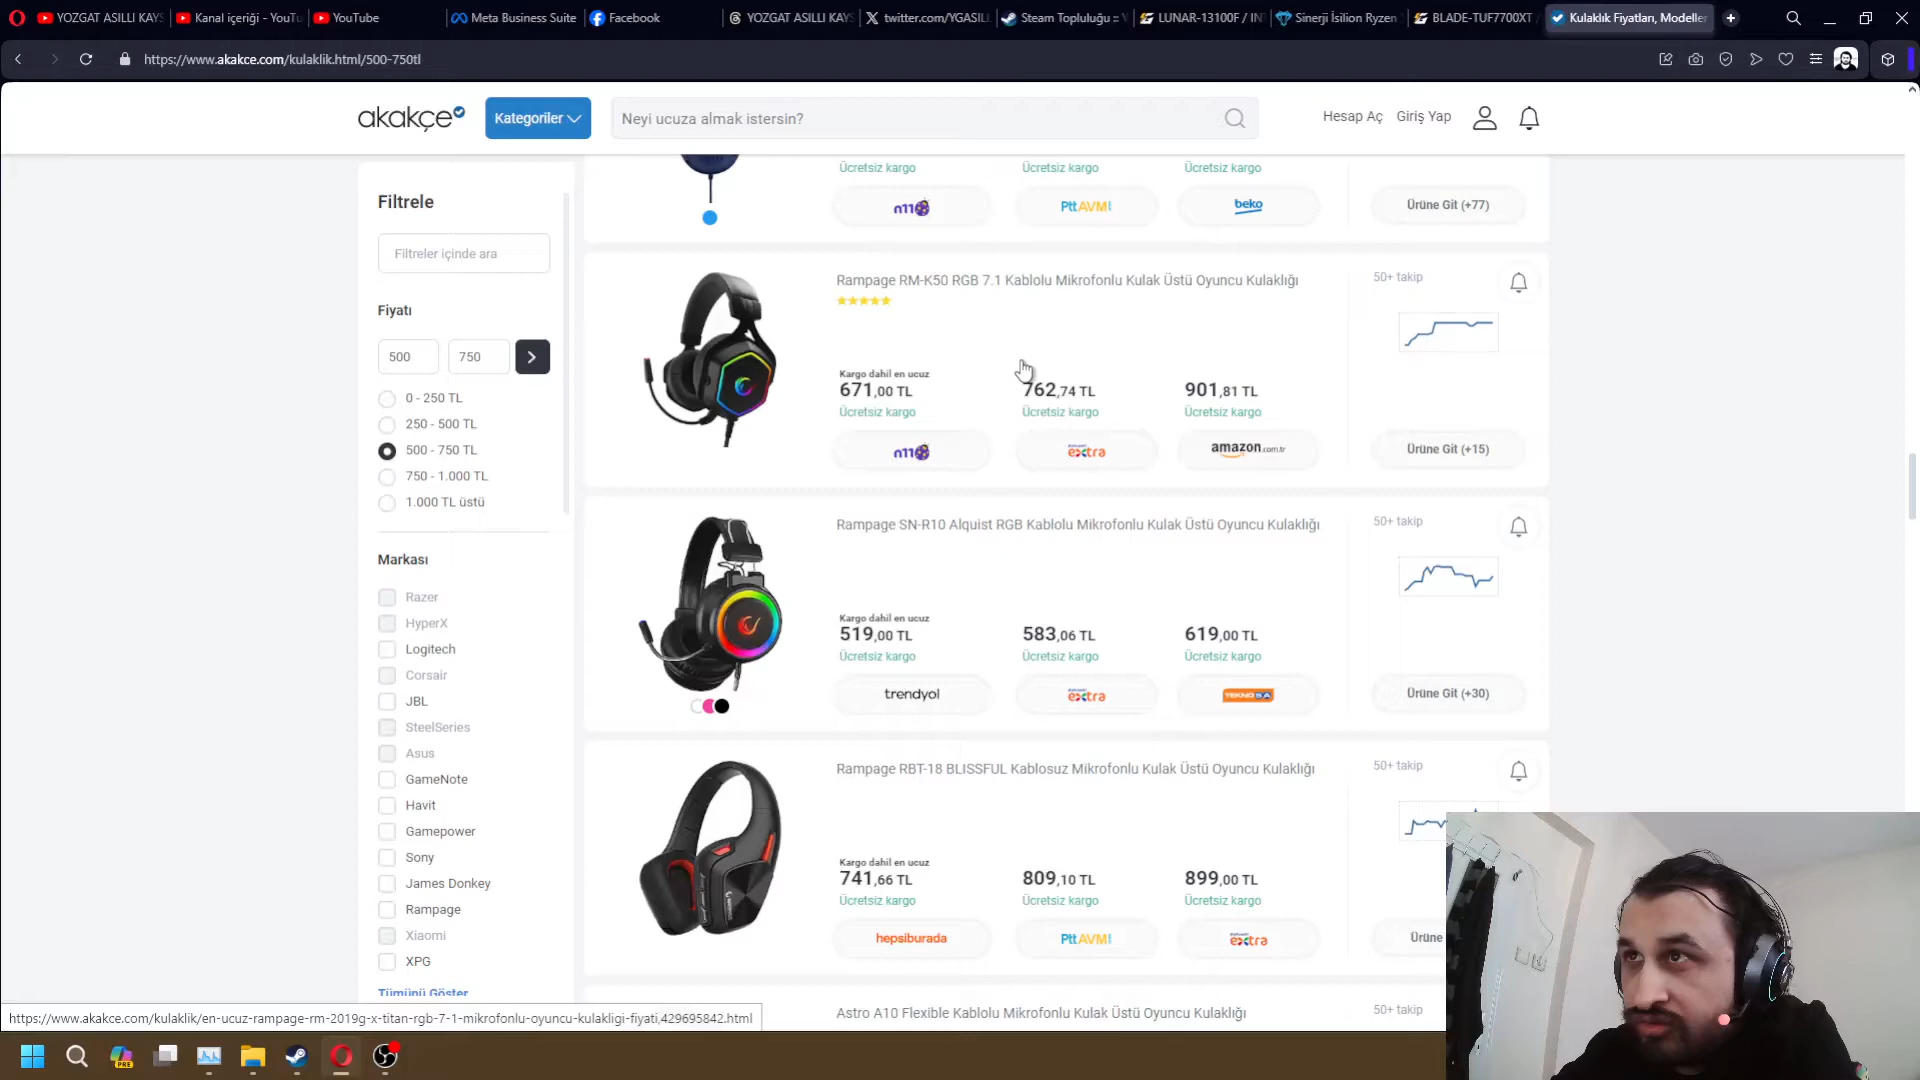 YOZGAT ASILLI KAYS
Kanal içeriği - YouTu
YouTube
Meta Business Suite
Facebook
YOZGAT ASILLI KAYS
twitter.com/YGASILL
Steam Topluluğu :: Y
LUNAR-13100F / IN
Sinerji İsilion Ryzen
BLADE-TUF7700XT /
Kulaklık Fiyatları, Modeller
https://www.akakce.com/kulaklik.html/500-750tl
akakçe
Kategoriler
Neyi ucuza almak istersin?
Hesap Aç
Giriş Yap
Filtrele
Filtreler içinde ara
Fiyatı
500
750
0 - 250 TL
250 - 500 TL
500 - 750 TL
750 - 1.000 TL
1.000 TL üstü
Markası
Razer
HyperX
Logitech
Corsair
JBL
SteelSeries
Asus
GameNote
Havit
Gamepower
Sony
James Donkey
Rampage
Xiaomi
XPG
Tümünü Göster
Ücretsiz kargo
Ücretsiz kargo
Ücretsiz kargo
n11
PttAVM
beko
Ürüne Git (+77)
Rampage RM-K50 RGB 7.1 Kablolu Mikrofonlu Kulak Üstü Oyuncu Kulaklığı
50+ takip
Kargo dahil en ucuz
671,00 TL
762,74 TL
901,81 TL
Ücretsiz kargo
Ücretsiz kargo
Ücretsiz kargo
n11
extra
amazon.com.tr
Ürüne Git (+15)
Rampage SN-R10 Alquist RGB Kablolu Mikrofonlu Kulak Üstü Oyuncu Kulaklığı
50+ takip
Kargo dahil en ucuz
519,00 TL
583,06 TL
619,00 TL
Ücretsiz kargo
Ücretsiz kargo
Ücretsiz kargo
trendyol
extra
TEKNOSA
Ürüne Git (+30)
Rampage RBT-18 BLISSFUL Kablosuz Mikrofonlu Kulak Üstü Oyuncu Kulaklığı
50+ takip
Kargo dahil en ucuz
741,66 TL
809,10 TL
899,00 TL
Ücretsiz kargo
Ücretsiz kargo
Ücretsiz kargo
hepsiburada
PttAVM
extra
Ürüne
Astro A10 Flexible Kablolu Mikrofonlu Kulak Üstü Oyuncu Kulaklığı
50+ takip
https://www.akakce.com/kulaklik/en-ucuz-rampage-rm-2019g-x-titan-rgb-7-1-mikrofonlu-oyuncu-kulakligi-fiyati,429695842.html
PRE